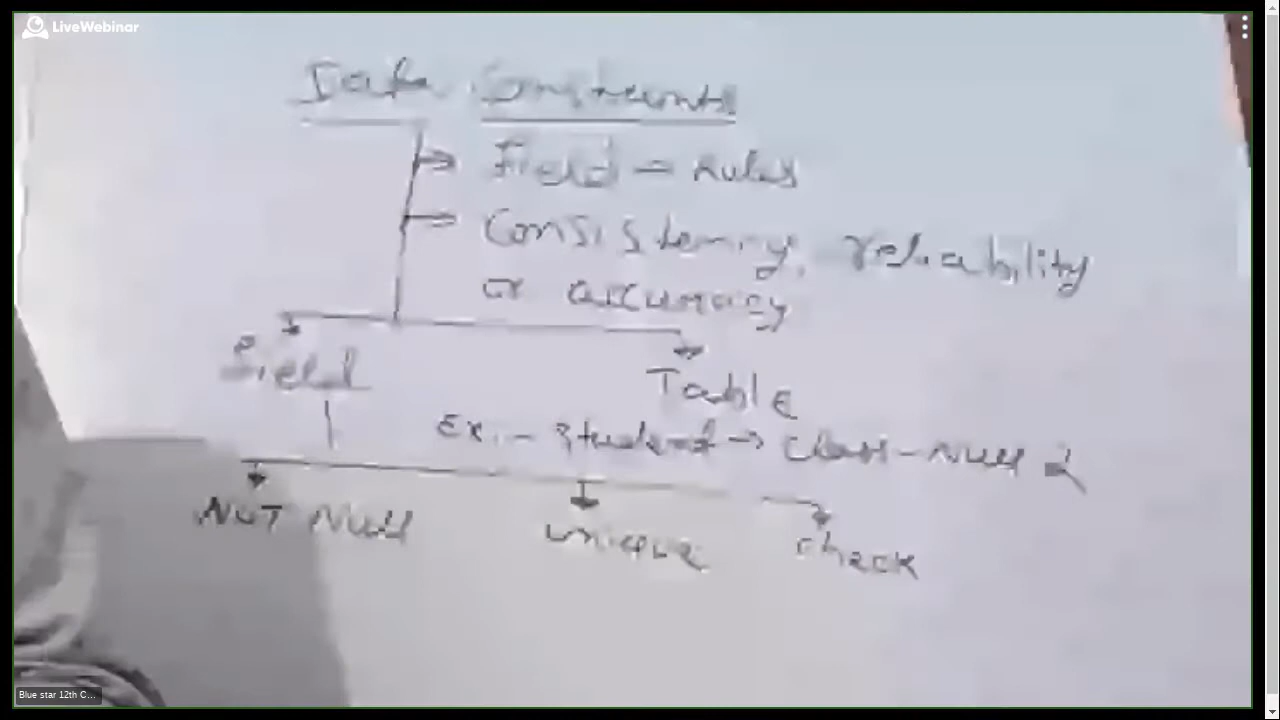 LiveWebinar
Data Constraints
→ Field → Rules
→ Consistency, reliability
or accuracy
Field
Table
Ex:- Student → Class - Null
NOT Null
unique
check
Blue star 12th C...